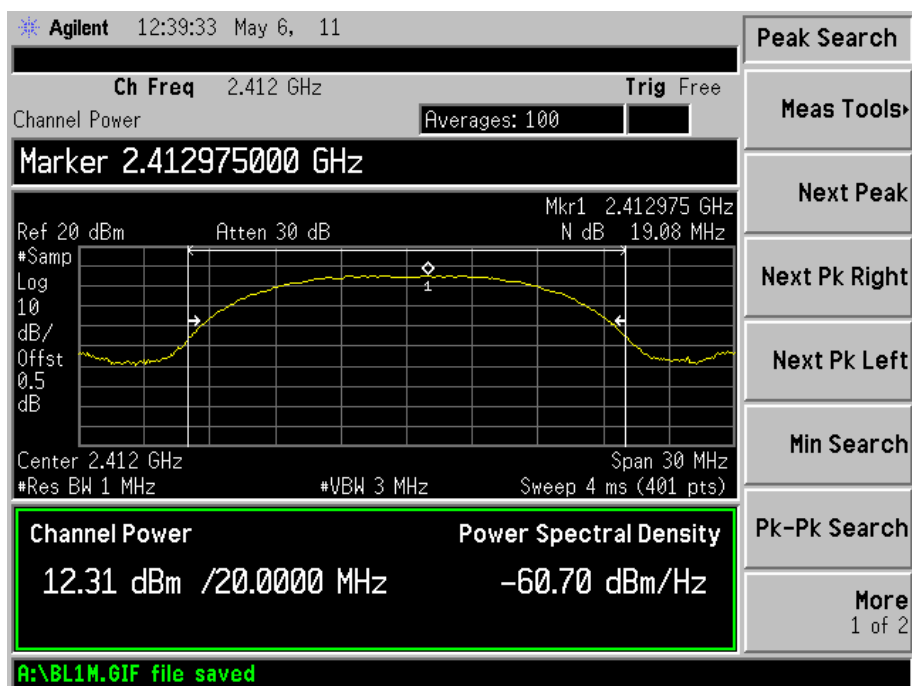 Agilent 12:39:33 May 6, 11
Ch Freq 2.412 GHz Trig Free
Channel Power Averages: 100
Marker 2.412975000 GHz
Mkr1 2.412975 GHz
Ref 20 dBm Atten 30 dB N dB 19.08 MHz
#Samp
Log
10
dB/
Offst
0.5
dB
1
Center 2.412 GHz Span 30 MHz
#Res BW 1 MHz #VBW 3 MHz Sweep 4 ms (401 pts)
Channel Power Power Spectral Density
12.31 dBm /20.0000 MHz -60.70 dBm/Hz
A:\BL1M.GIF file saved
Peak Search
Meas Tools
Next Peak
Next Pk Right
Next Pk Left
Min Search
Pk-Pk Search
More
1 of 2